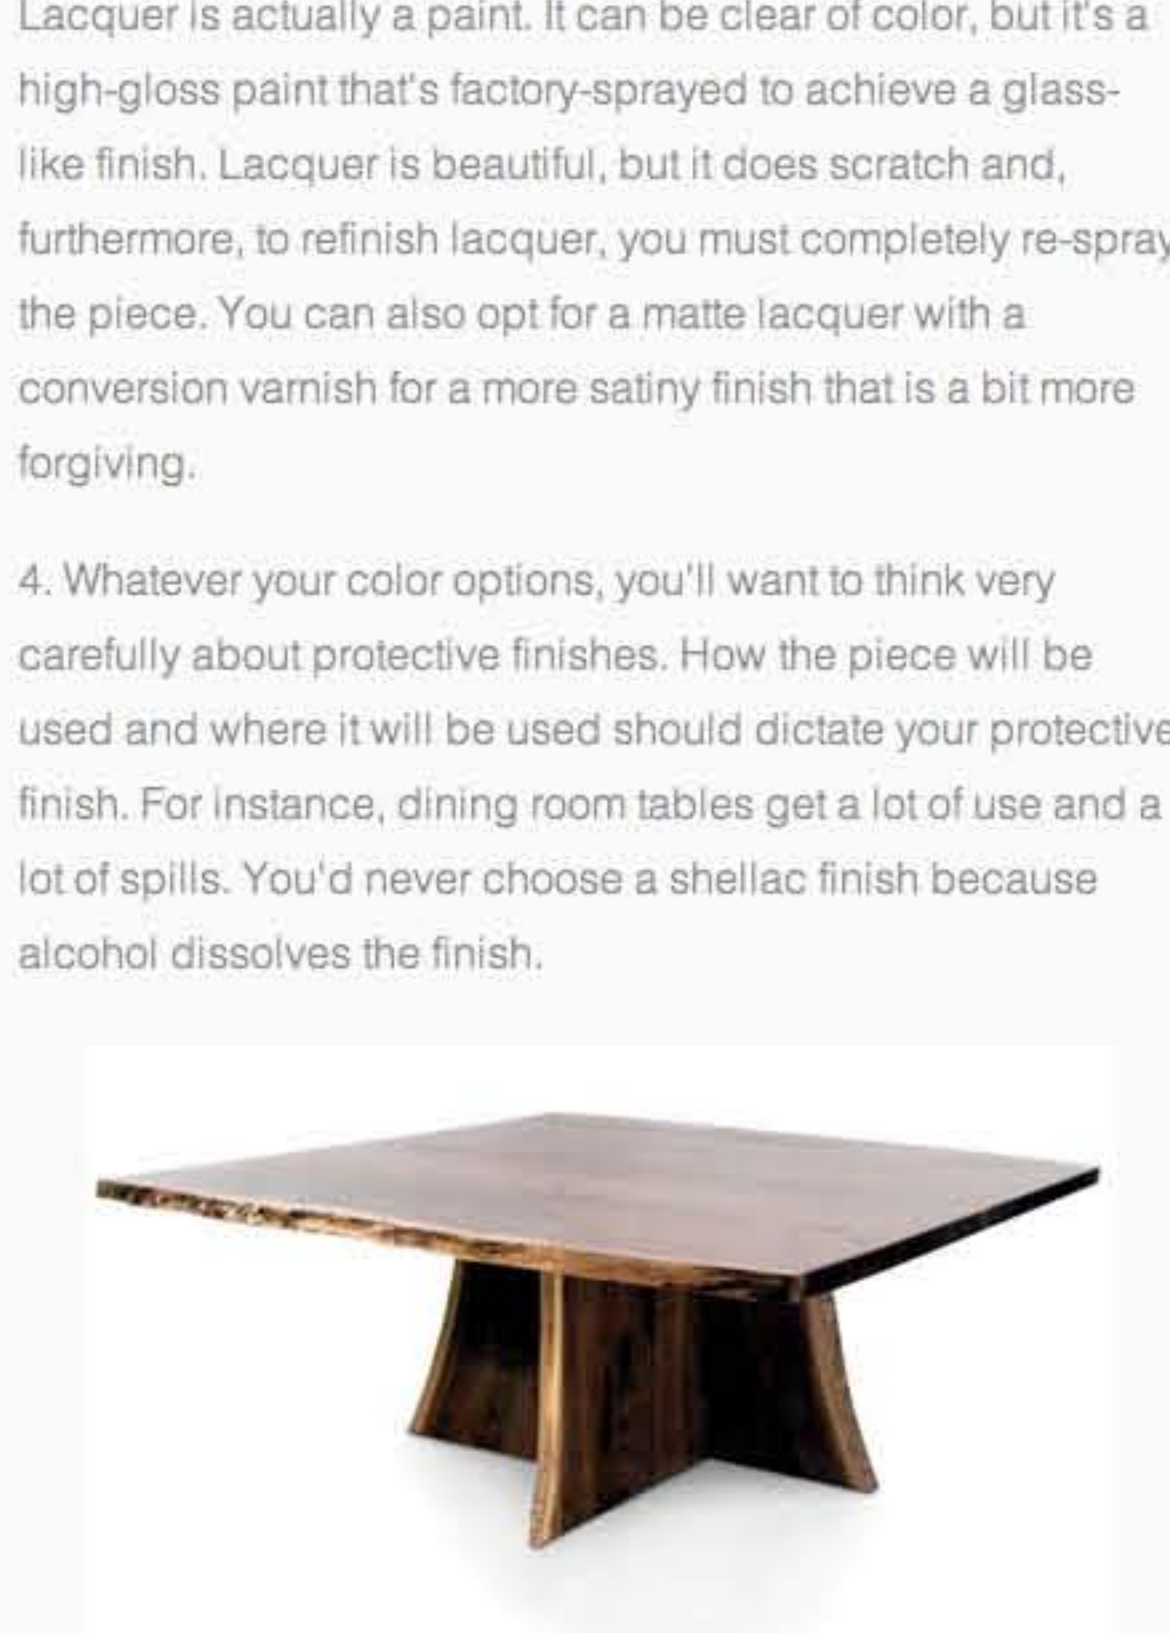 Lacquer is actually a paint. It can be clear of color, but it's a
high-gloss paint that's factory-sprayed to achieve a glass-
like finish. Lacquer is beautiful, but it does scratch and,
furthermore, to refinish lacquer, you must completely re-spray
the piece. You can also opt for a matte lacquer with a
conversion varnish for a more satiny finish that is a bit more
forgiving.
4. Whatever your color options, you'll want to think very
carefully about protective finishes. How the piece will be
used and where it will be used should dictate your protective
finish. For instance, dining room tables get a lot of use and a
lot of spills. You'd never choose a shellac finish because
alcohol dissolves the finish.